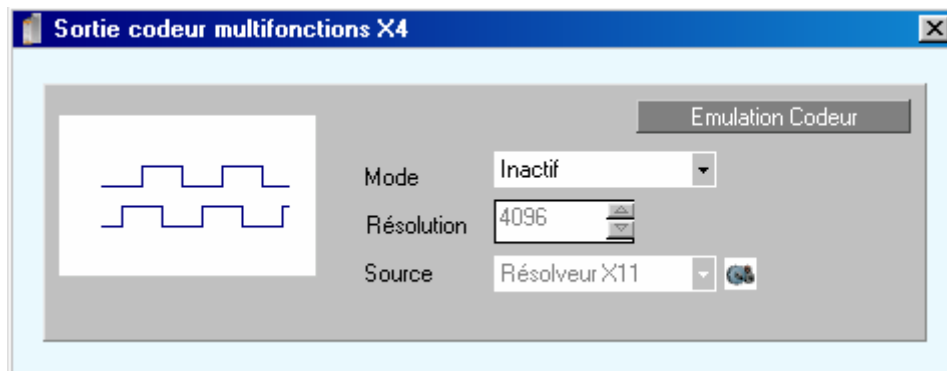 Sortie codeur multifonctions X4
Emulation Codeur
Mode Inactif
Résolution 4096
Source Résolveur X11